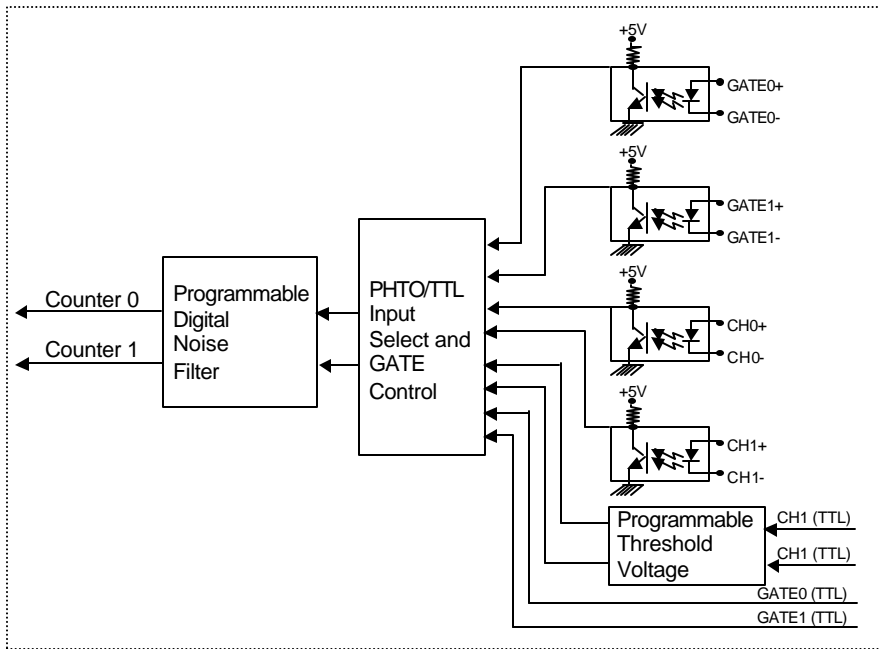 +5V
GATE0+
GATE0-
+5V
GATE1+
GATE1-
+5V
CH0+
CH0-
+5V
CH1+
CH1-
Counter 0
Counter 1
Programmable
Digital
Noise
Filter
PHTO/TTL
Input
Select and
GATE
Control
Programmable
Threshold
Voltage
CH1 (TTL)
CH1 (TTL)
GATE0 (TTL)
GATE1 (TTL)